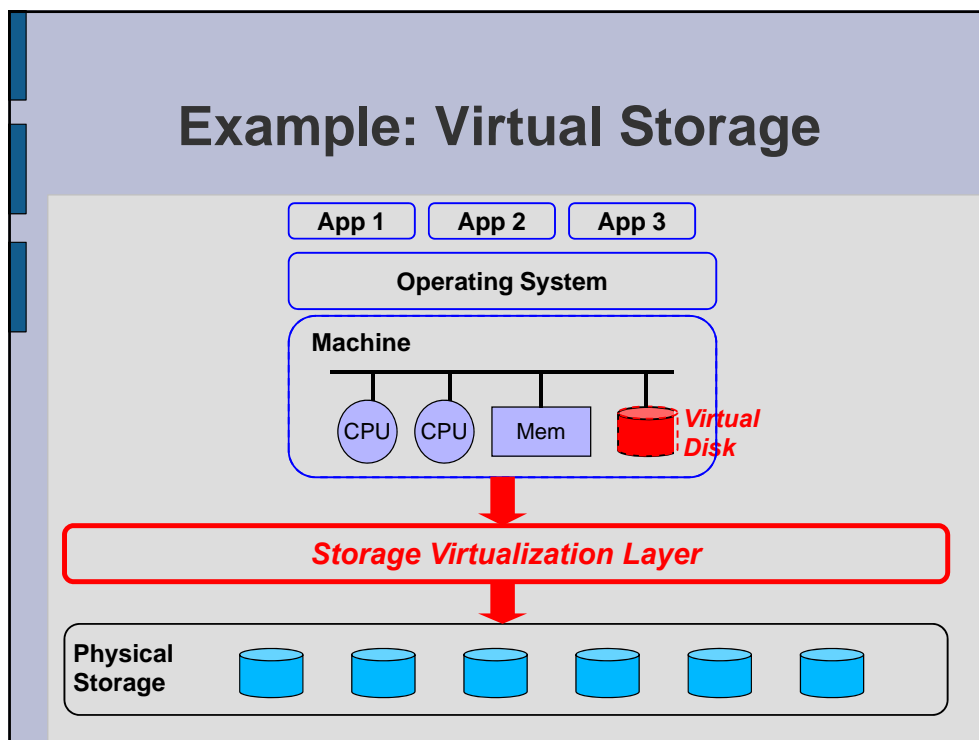 Example: Virtual Storage
App 1
App 2
App 3
Operating System
Machine
CPU
CPU
Mem
Virtual
Disk
Storage Virtualization Layer
Physical
Storage